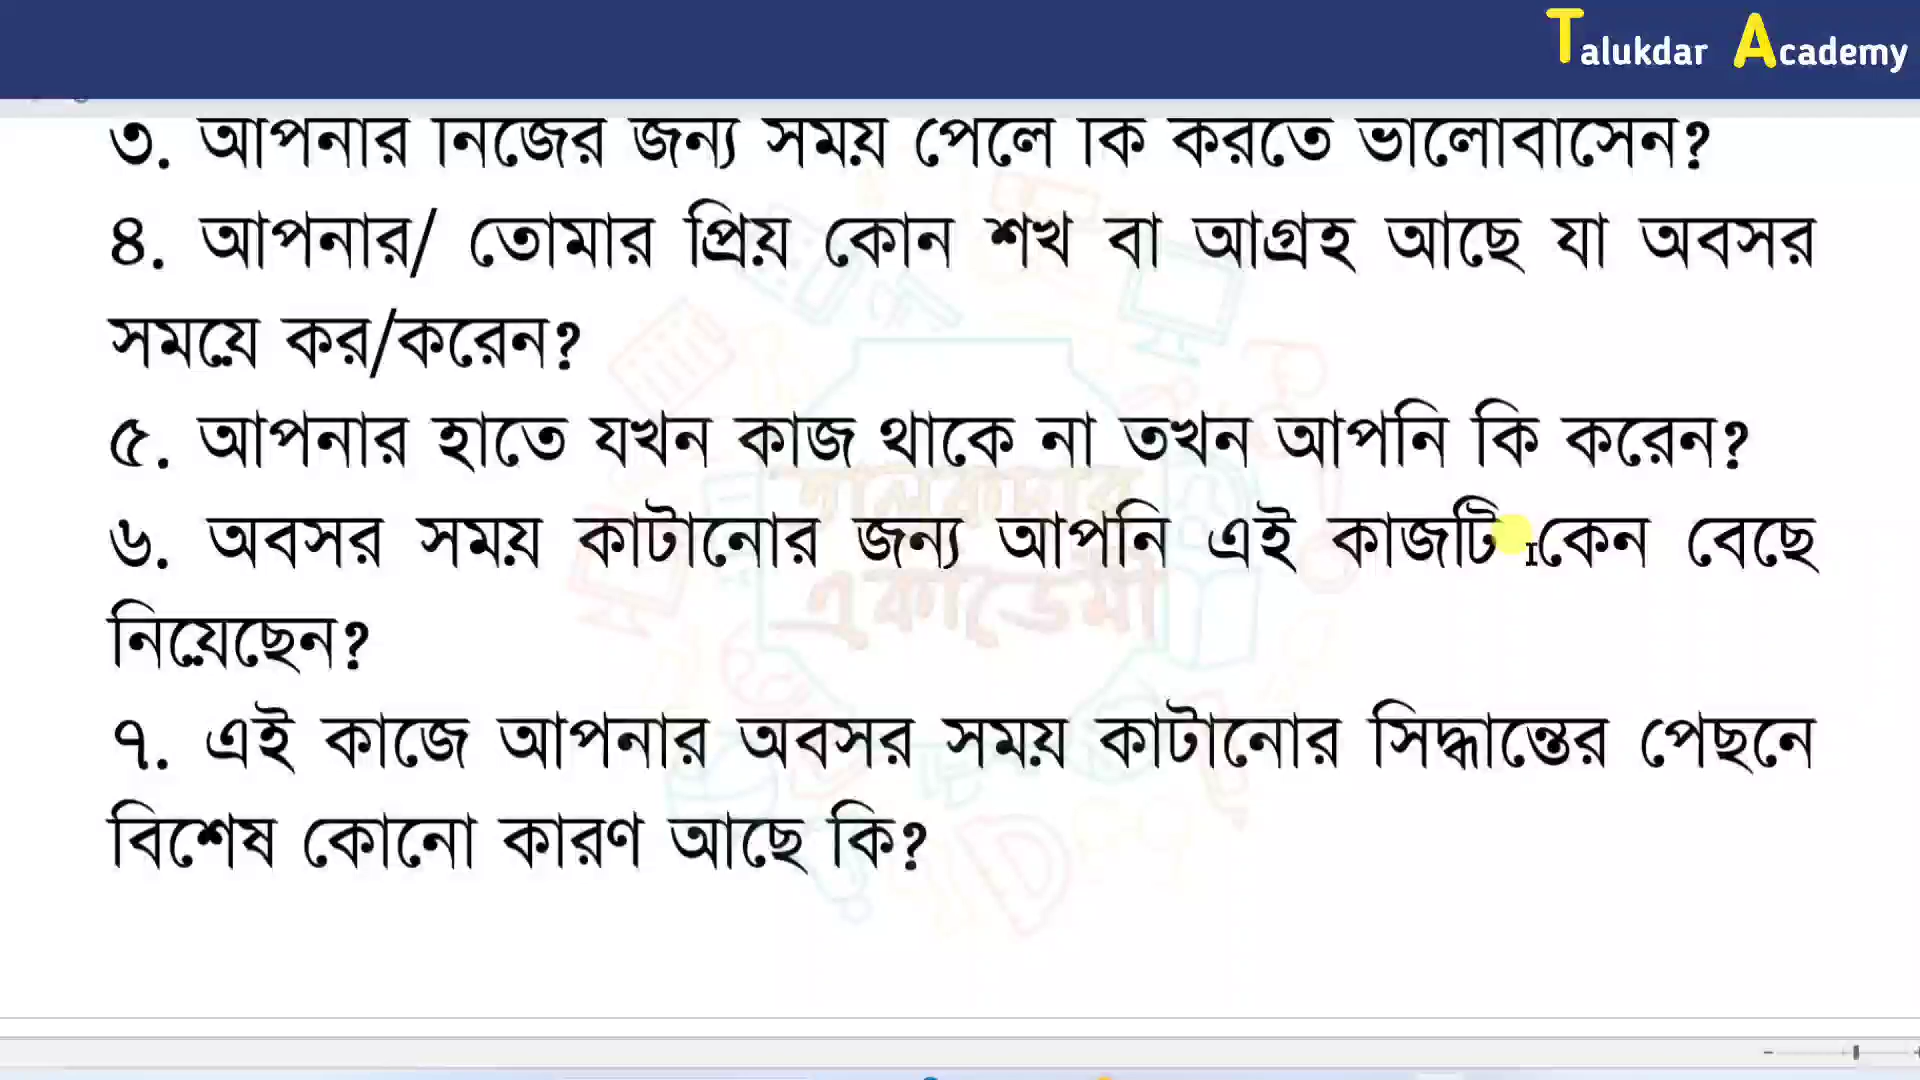 Talukdar Academy
৩. আপনার নিজের জন্য সময় পেলে কি করতে ভালোবাসেন?
৪. আপনার/ তোমার প্রিয় কোন শখ বা আগ্রহ আছে যা অবসর
সময়ে কর/করেন?
৫. আপনার হাতে যখন কাজ থাকে না তখন আপনি কি করেন?
৬. অবসর সময় কাটানোর জন্য আপনি এই কাজটি কেন বেছে
নিয়েছেন?
তালুকদার
একাডেমী
৭. এই কাজে আপনার অবসর সময় কাটানোর সিদ্ধান্তের পেছনে
বিশেষ কোনো কারণ আছে কি?